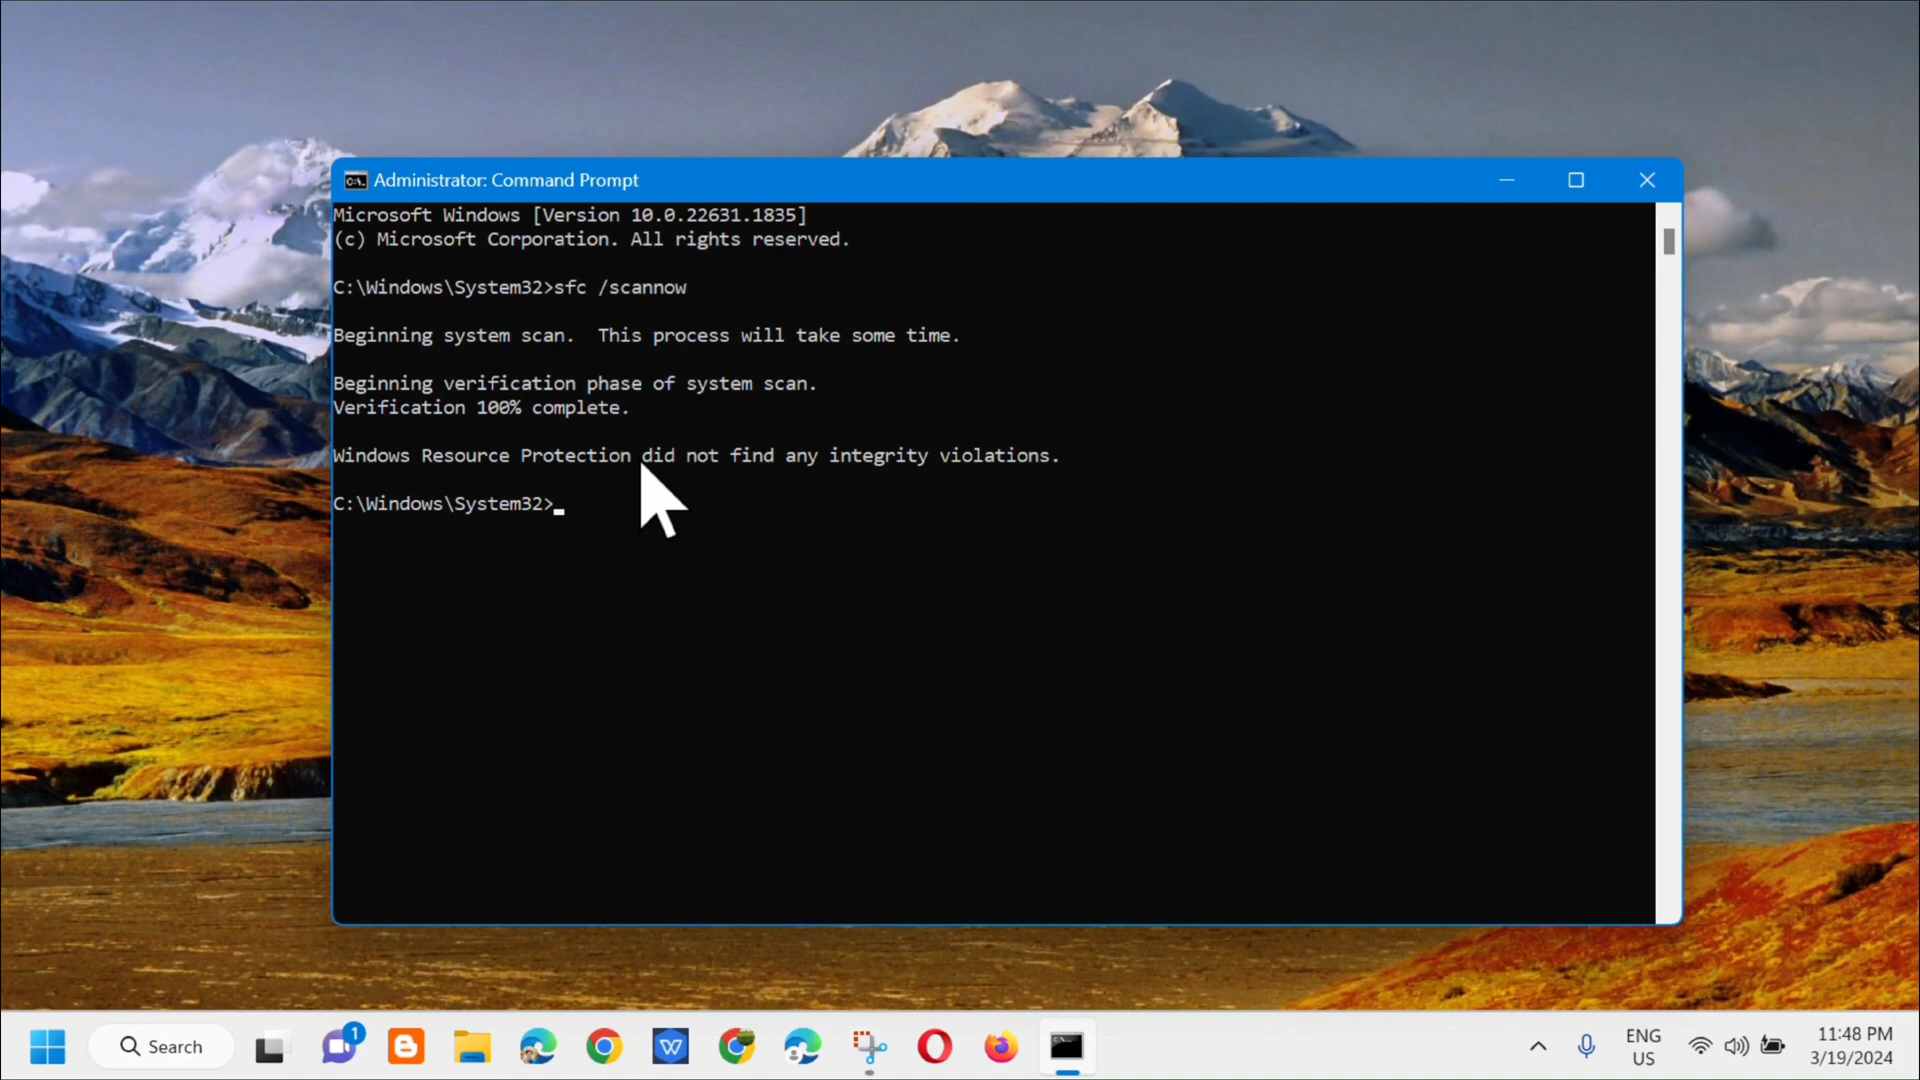 Administrator: Command Prompt
Microsoft Windows [Version 10.0.22631.1835]
(c) Microsoft Corporation. All rights reserved.
C:\Windows\System32>sfc /scannow
Beginning system scan.  This process will take some time.
Beginning verification phase of system scan.
Verification 100% complete.
Windows Resource Protection did not find any integrity violations.
C:\Windows\System32>
1
Search
ENG
US
11:48 PM
3/19/2024